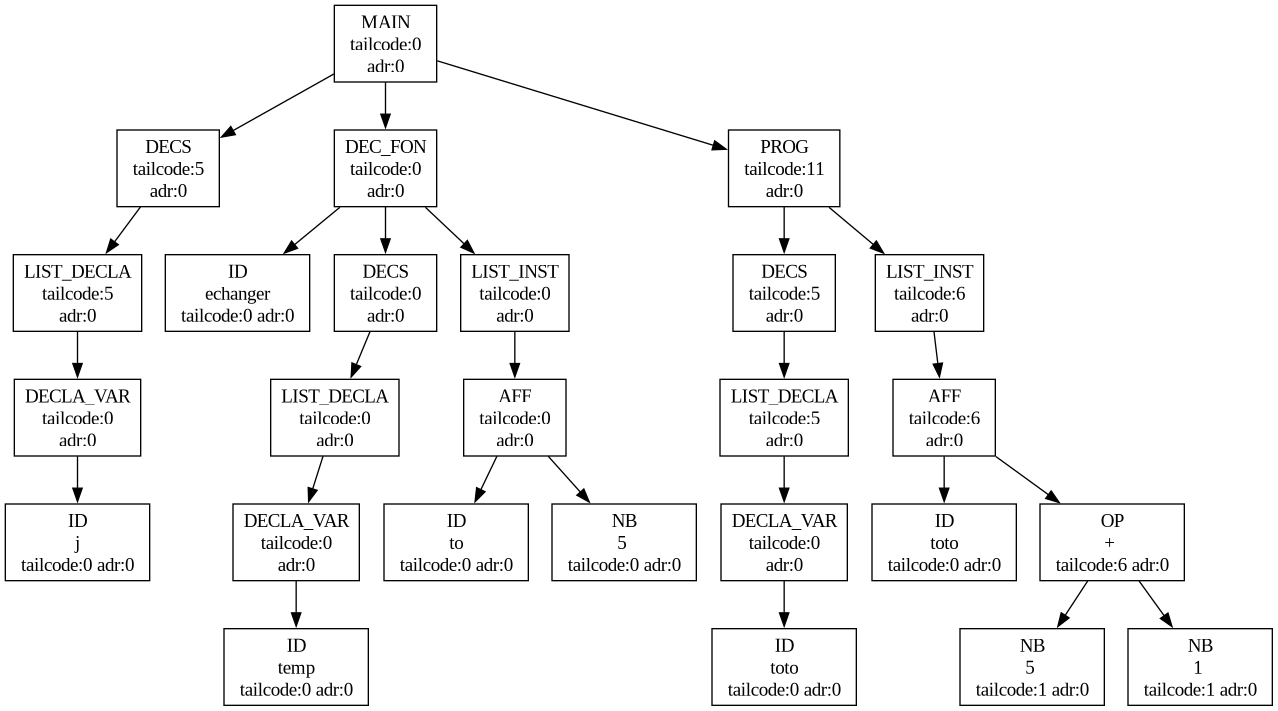 MAIN
tailcode:0
adr:0
DECS
tailcode:5
adr:0
DEC_FON
tailcode:0
adr:0
PROG
tailcode:11
adr:0
LIST_DECLA
tailcode:5
adr:0
ID
echanger
tailcode:0 adr:0
DECS
tailcode:0
adr:0
LIST_INST
tailcode:0
adr:0
DECS
tailcode:5
adr:0
LIST_INST
tailcode:6
adr:0
DECLA_VAR
tailcode:0
adr:0
LIST_DECLA
tailcode:0
adr:0
AFF
tailcode:0
adr:0
LIST_DECLA
tailcode:5
adr:0
AFF
tailcode:6
adr:0
ID
j
tailcode:0 adr:0
DECLA_VAR
tailcode:0
adr:0
ID
to
tailcode:0 adr:0
NB
5
tailcode:0 adr:0
DECLA_VAR
tailcode:0
adr:0
ID
toto
tailcode:0 adr:0
OP
+
tailcode:6 adr:0
ID
temp
tailcode:0 adr:0
ID
toto
tailcode:0 adr:0
NB
5
tailcode:1 adr:0
NB
1
tailcode:1 adr:0